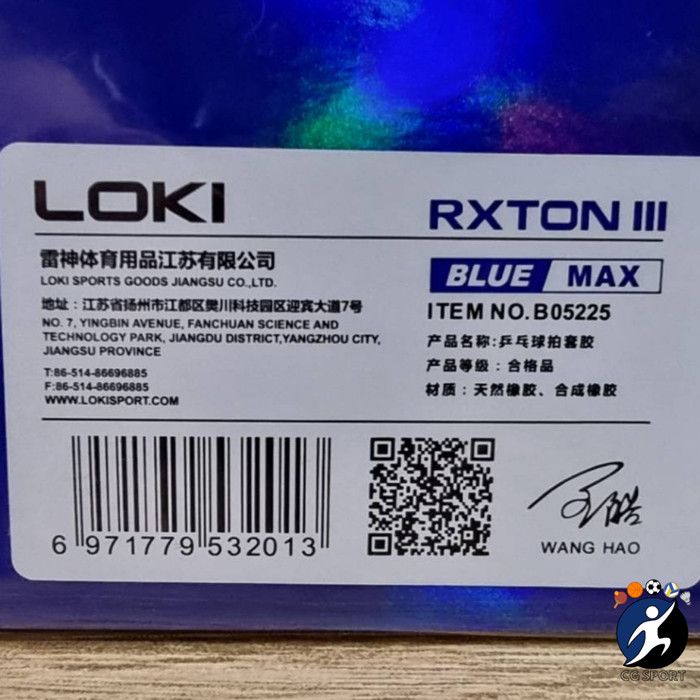 LOKI
雷神体育用品江苏有限公司
LOKI SPORTS GOODS JIANGSU CO.,LTD.
地址：江苏省扬州市江都区樊川科技园区迎宾大道7号
NO. 7, YINGBIN AVENUE, FANCHUAN SCIENCE AND
TECHNOLOGY PARK, JIANGDU DISTRICT,YANGZHOU CITY,
JIANGSU PROVINCE
T:86-514-86696885
F:86-514-86696885
WWW.LOKISPORT.COM
6 971779 532013
RXTON III
BLUE MAX
ITEM NO. B05225
产品名称:乒乓球拍套胶
产品等级：合格品
材质：天然橡胶、合成橡胶
王皓
WANG HAO
CG SPORT